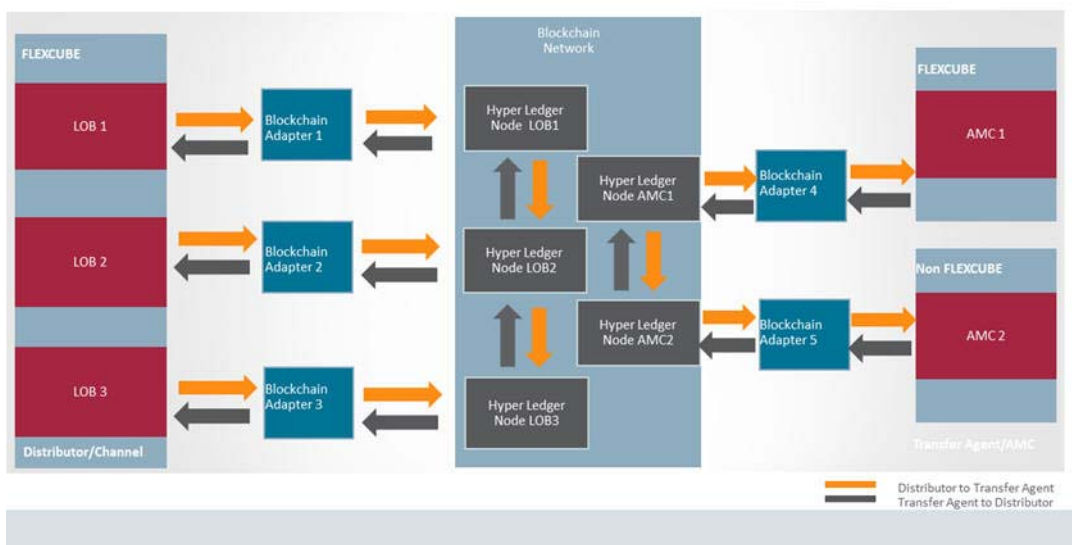 FLEXCUBE
LOB 1
LOB 2
LOB 3
Distributor/Channel
Blockchain
Adapter 1
Blockchain
Adapter 2
Blockchain
Adapter 3
Blockchain
Network
Hyper Ledger
Node LOB1
Hyper Ledger
Node AMC1
Hyper Ledger
Node LOB2
Hyper Ledger
Node AMC2
Hyper Ledger
Node LOB3
Blockchain
Adapter 4
Blockchain
Adapter 5
FLEXCUBE
AMC 1
Non FLEXCUBE
AMC 2
Transfer Agent/AMC
Distributor to Transfer Agent
Transfer Agent to Distributor